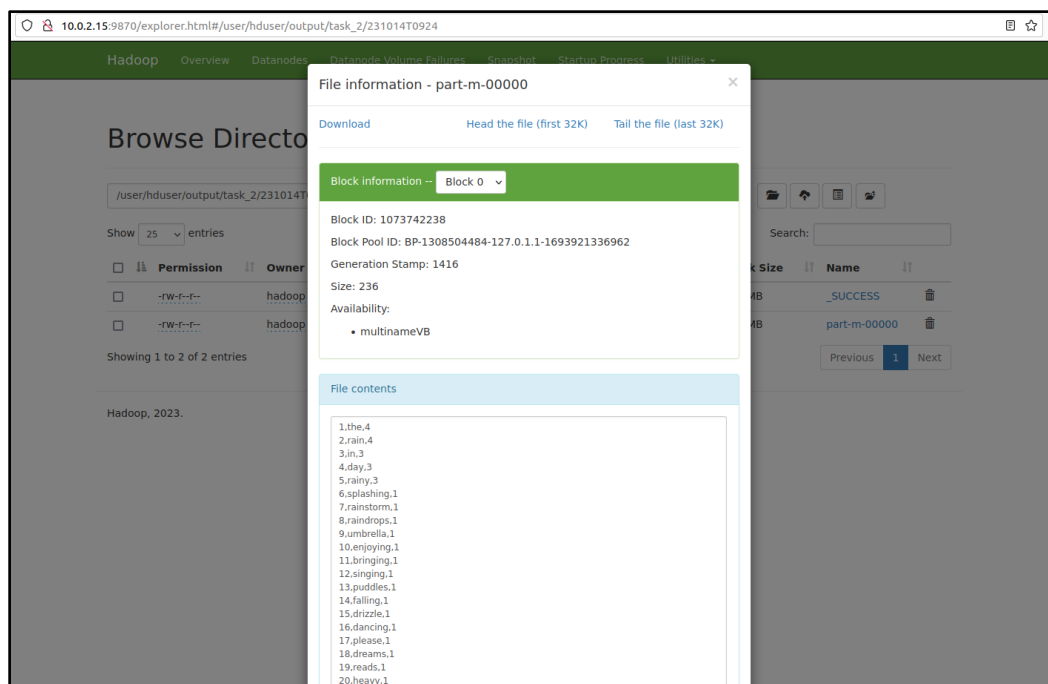 10.0.2.15:9870/explorer.html#/user/hduser/output/task_2/231014T0924
Hadoop Overview Datanodes Datanode Volume Failures Snapshot Startup Progress Utilities
File information - part-m-00000 ×
Download Head the file (first 32K) Tail the file (last 32K)
Browse Directo
Block information -- Block 0
/user/hduser/output/task_2/231014T
Block ID: 1073742238
Block Pool ID: BP-1308504484-127.0.1.1-1693921336962
Generation Stamp: 1416
Size: 236
Availability:
• multinameVB
Show 25 entries
Search:
Permission Owner k Size Name
-rw-r--r-- hadoop MB _SUCCESS
-rw-r--r-- hadoop MB part-m-00000
Showing 1 to 2 of 2 entries
Previous 1 Next
Hadoop, 2023.
File contents
1,the,4
2,rain,4
3,in,3
4,day,3
5,rainy,3
6,splashing,1
7,rainstorm,1
8,raindrops,1
9,umbrella,1
10,enjoying,1
11,bringing,1
12,singing,1
13,puddles,1
14,falling,1
15,drizzle,1
16,dancing,1
17,please,1
18,dreams,1
19,reads,1
20,heavy,1